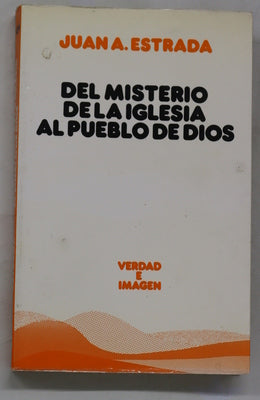 JUAN A. ESTRADA
DEL MISTERIO
DE LA IGLESIA
AL PUEBLO DE DIOS
VERDAD
E
IMAGEN